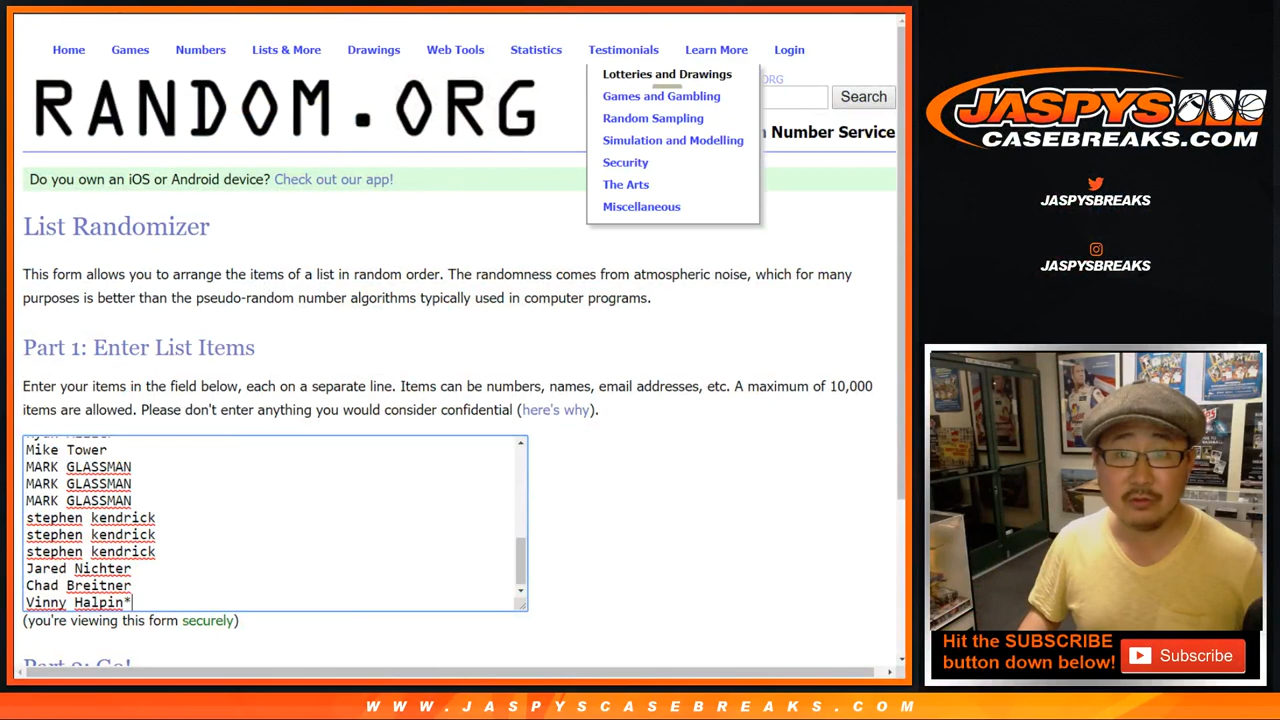 Home Games Numbers Lists & More Drawings Web Tools Statistics Testimonials Learn More Login
RANDOM.ORG
Lotteries and Drawings
Games and Gambling
Random Sampling
Simulation and Modelling
Security
The Arts
Miscellaneous
ORG
Search
Number Service
Do you own an iOS or Android device? Check out our app!
List Randomizer
This form allows you to arrange the items of a list in random order. The randomness comes from atmospheric noise, which for many
purposes is better than the pseudo-random number algorithms typically used in computer programs.
Part 1: Enter List Items
Enter your items in the field below, each on a separate line. Items can be numbers, names, email addresses, etc. A maximum of 10,000
items are allowed. Please don't enter anything you would consider confidential (here's why).
Mike Tower
MARK GLASSMAN
MARK GLASSMAN
MARK GLASSMAN
stephen kendrick
stephen kendrick
stephen kendrick
Jared Nichter
Chad Breitner
Vinny Halpin*
(you're viewing this form securely)
Part 2: Go!
JASPYS
CASEBREAKS.COM
JASPYSBREAKS
JASPYSBREAKS
Hit the SUBSCRIBE
button down below!
Subscribe
WWW.JASPYSCASEBREAKS.COM